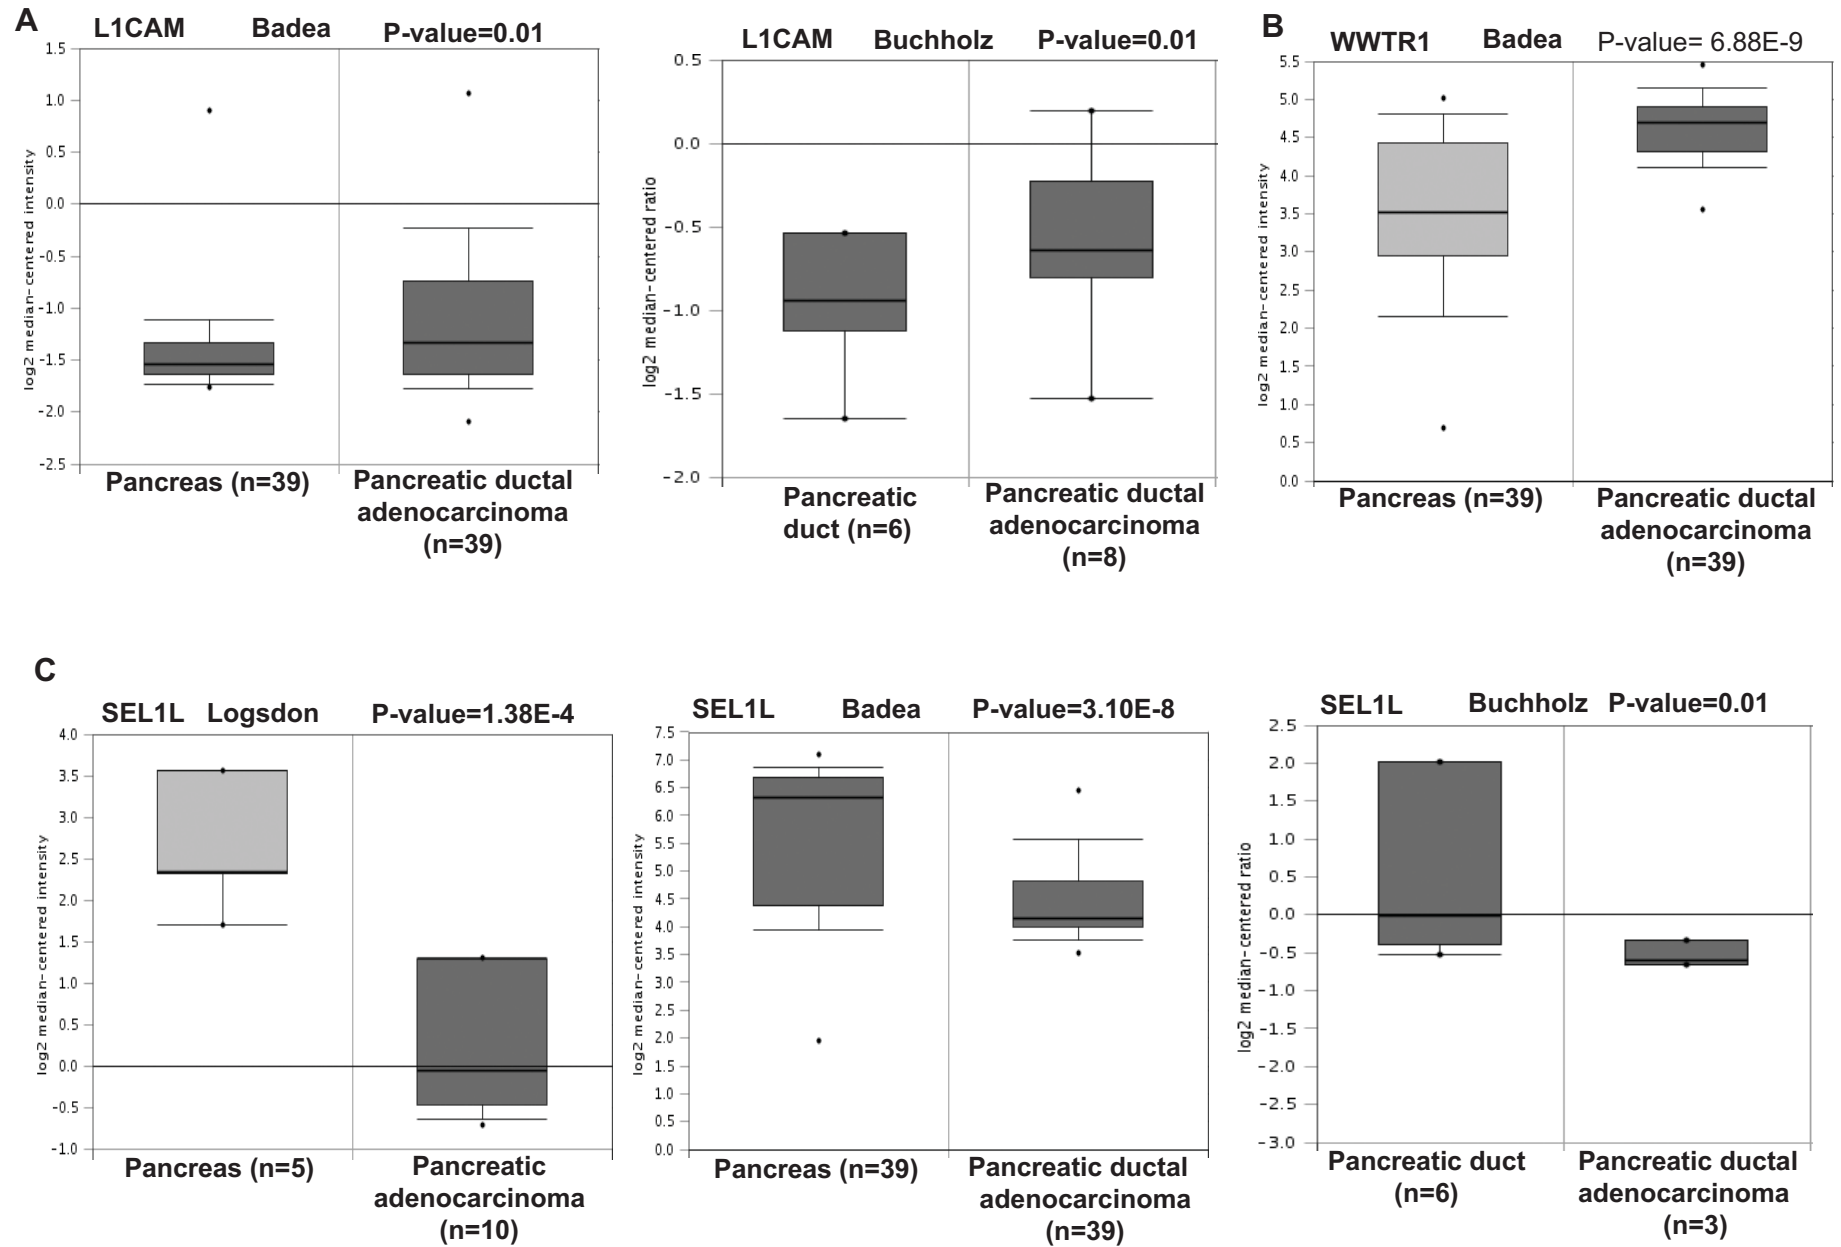 A
L1CAM Badea P-value=0.01
1.5
1.0
0.5
0.0
-0.5
-1.0
-1.5
-2.0
-2.5
log2 median-centered intensity
Pancreas (n=39)
Pancreatic ductal
adenocarcinoma
(n=39)
L1CAM Buchholz P-value=0.01
0.5
0.0
-0.5
-1.0
-1.5
-2.0
log2 median-centered ratio
Pancreatic
duct (n=6)
Pancreatic ductal
adenocarcinoma
(n=8)
B
WWTR1 Badea P-value= 6.88E-9
5.5
5.0
4.5
4.0
3.5
3.0
2.5
2.0
1.5
1.0
0.5
0.0
log2 median-centered intensity
Pancreas (n=39)
Pancreatic ductal
adenocarcinoma
(n=39)
C
SEL1L Logsdon P-value=1.38E-4
4.0
3.5
3.0
2.5
2.0
1.5
1.0
0.5
0.0
-0.5
-1.0
log2 median-centered intensity
Pancreas (n=5)
Pancreatic
adenocarcinoma
(n=10)
SEL1L Badea P-value=3.10E-8
7.5
7.0
6.5
6.0
5.5
5.0
4.5
4.0
3.5
3.0
2.5
2.0
1.5
1.0
0.5
0.0
log2 median-centered intensity
Pancreas (n=39)
Pancreatic ductal
adenocarcinoma
(n=39)
SEL1L Buchholz P-value=0.01
2.5
2.0
1.5
1.0
0.5
0.0
-0.5
-1.0
-1.5
-2.0
-2.5
-3.0
log2 median-centered ratio
Pancreatic duct
(n=6)
Pancreatic ductal
adenocarcinoma
(n=3)